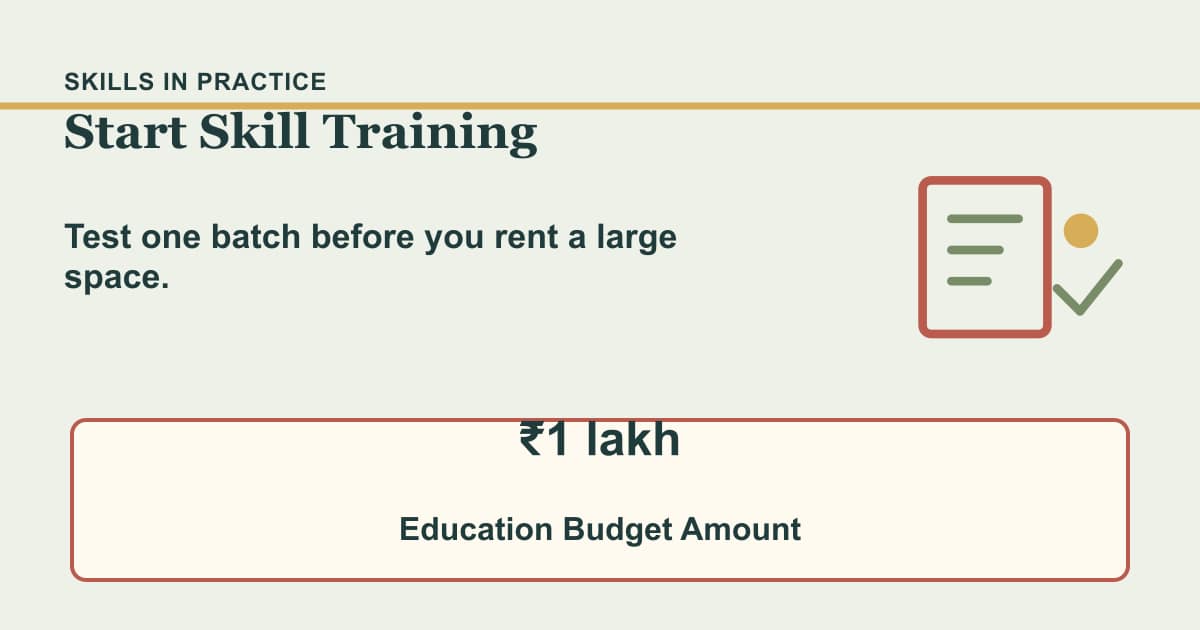 SKILLS IN PRACTICE
Start Skill Training
Test one batch before you rent a large
space.
₹1 lakh
Education Budget Amount